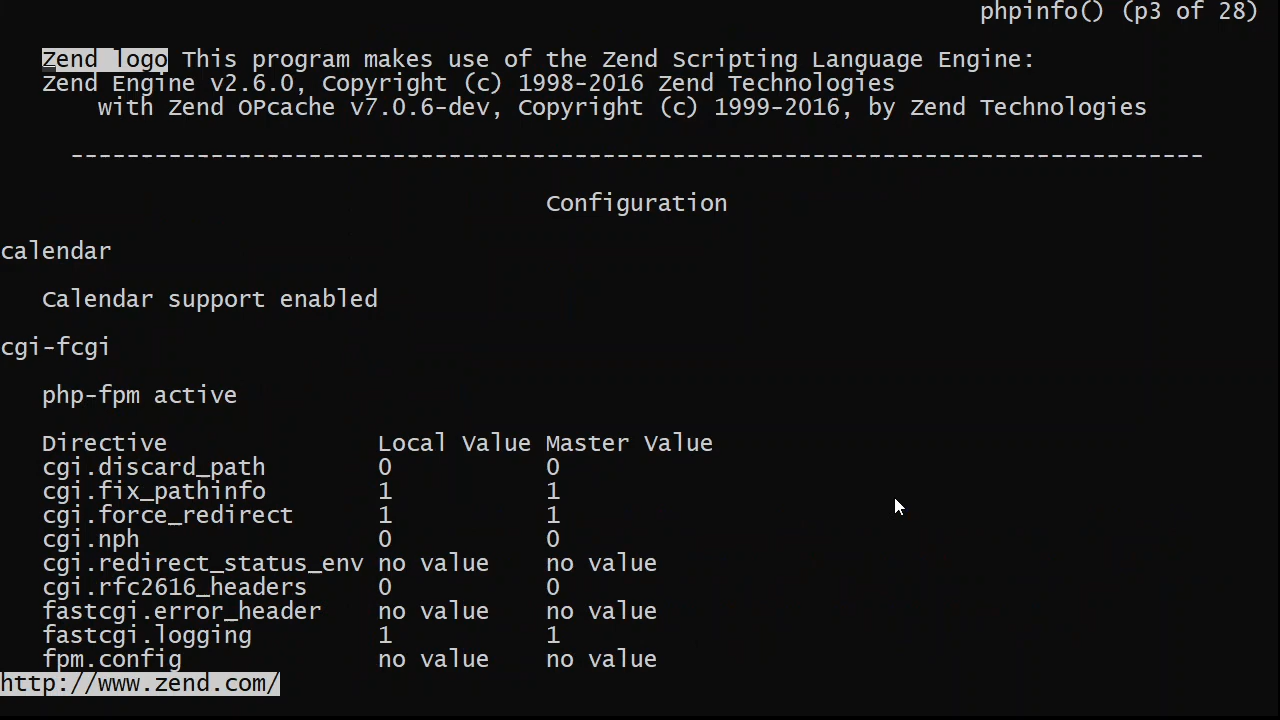 phpinfo() (p3 of 28)
Zend logo This program makes use of the Zend Scripting Language Engine:
Zend Engine v2.6.0, Copyright (c) 1998-2016 Zend Technologies
with Zend OPcache v7.0.6-dev, Copyright (c) 1999-2016, by Zend Technologies
---------------------------------------------------------------------------------
Configuration
calendar
Calendar support enabled
cgi-fcgi
php-fpm active
Directive Local Value Master Value
cgi.discard_path 0 0
cgi.fix_pathinfo 1 1
cgi.force_redirect 1 1
cgi.nph 0 0
cgi.redirect_status_env no value no value
cgi.rfc2616_headers 0 0
fastcgi.error_header no value no value
fastcgi.logging 1 1
fpm.config no value no value
http://www.zend.com/